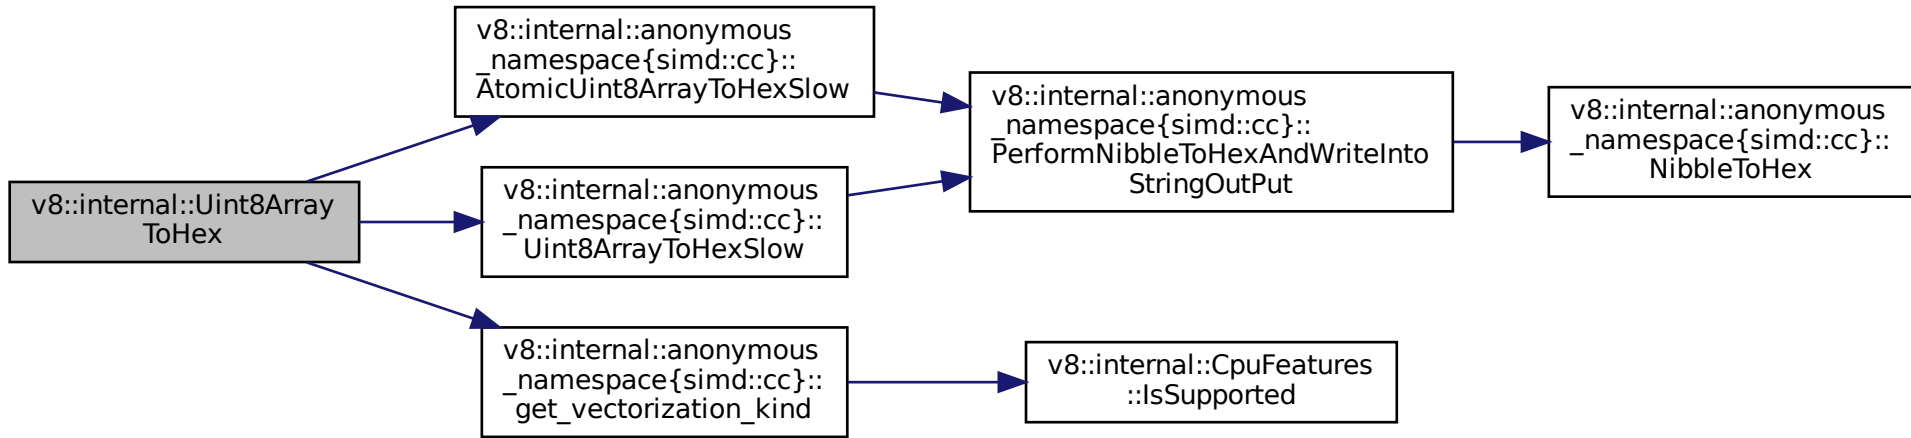 v8::internal::anonymous
_namespace{simd::cc}::
AtomicUint8ArrayToHexSlow
v8::internal::anonymous
_namespace{simd::cc}::
PerformNibbleToHexAndWriteInto
StringOutPut
v8::internal::anonymous
_namespace{simd::cc}::
NibbleToHex
v8::internal::Uint8Array
ToHex
v8::internal::anonymous
_namespace{simd::cc}::
Uint8ArrayToHexSlow
v8::internal::anonymous
_namespace{simd::cc}::
get_vectorization_kind
v8::internal::CpuFeatures
::IsSupported